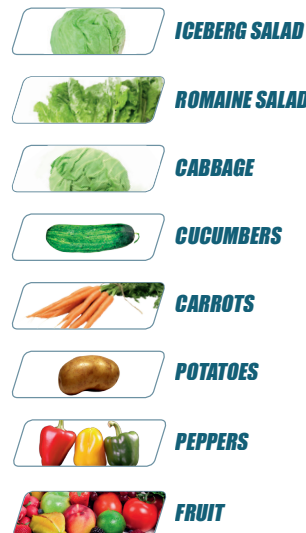 ICEBERG SALAD
ROMAINE SALAD
CABBAGE
CUCUMBERS
CARROTS
POTATOES
PEPPERS
FRUIT